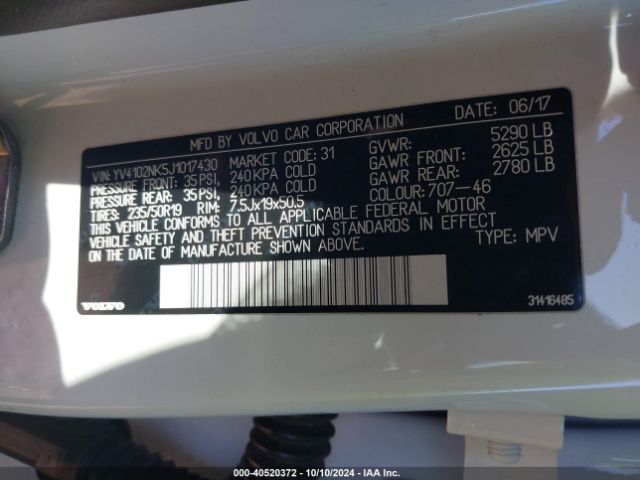 MFD BY VOLVO CAR CORPORATION DATE: 06/17
VIN: YV4102NK5J1017430 MARKET CODE: 31 GVWR: 5290 LB
PRESSURE FRONT: 35PSI, 240KPA COLD GAWR FRONT: 2625 LB
PRESSURE REAR: 35PSI, 240KPA COLD GAWR REAR: 2780 LB
TIRES: 235/50R19 RIM: 7.5Jx19x50.5 COLOUR: 707-46
THIS VEHICLE CONFORMS TO ALL APPLICABLE FEDERAL MOTOR
VEHICLE SAFETY AND THEFT PREVENTION STANDARDS IN EFFECT
ON DATE OF MANUFACTURE SHOWN ABOVE. TYPE: MPV
VOLVO 31416485
000-40520372 - 10/10/2024 - IAA Inc.